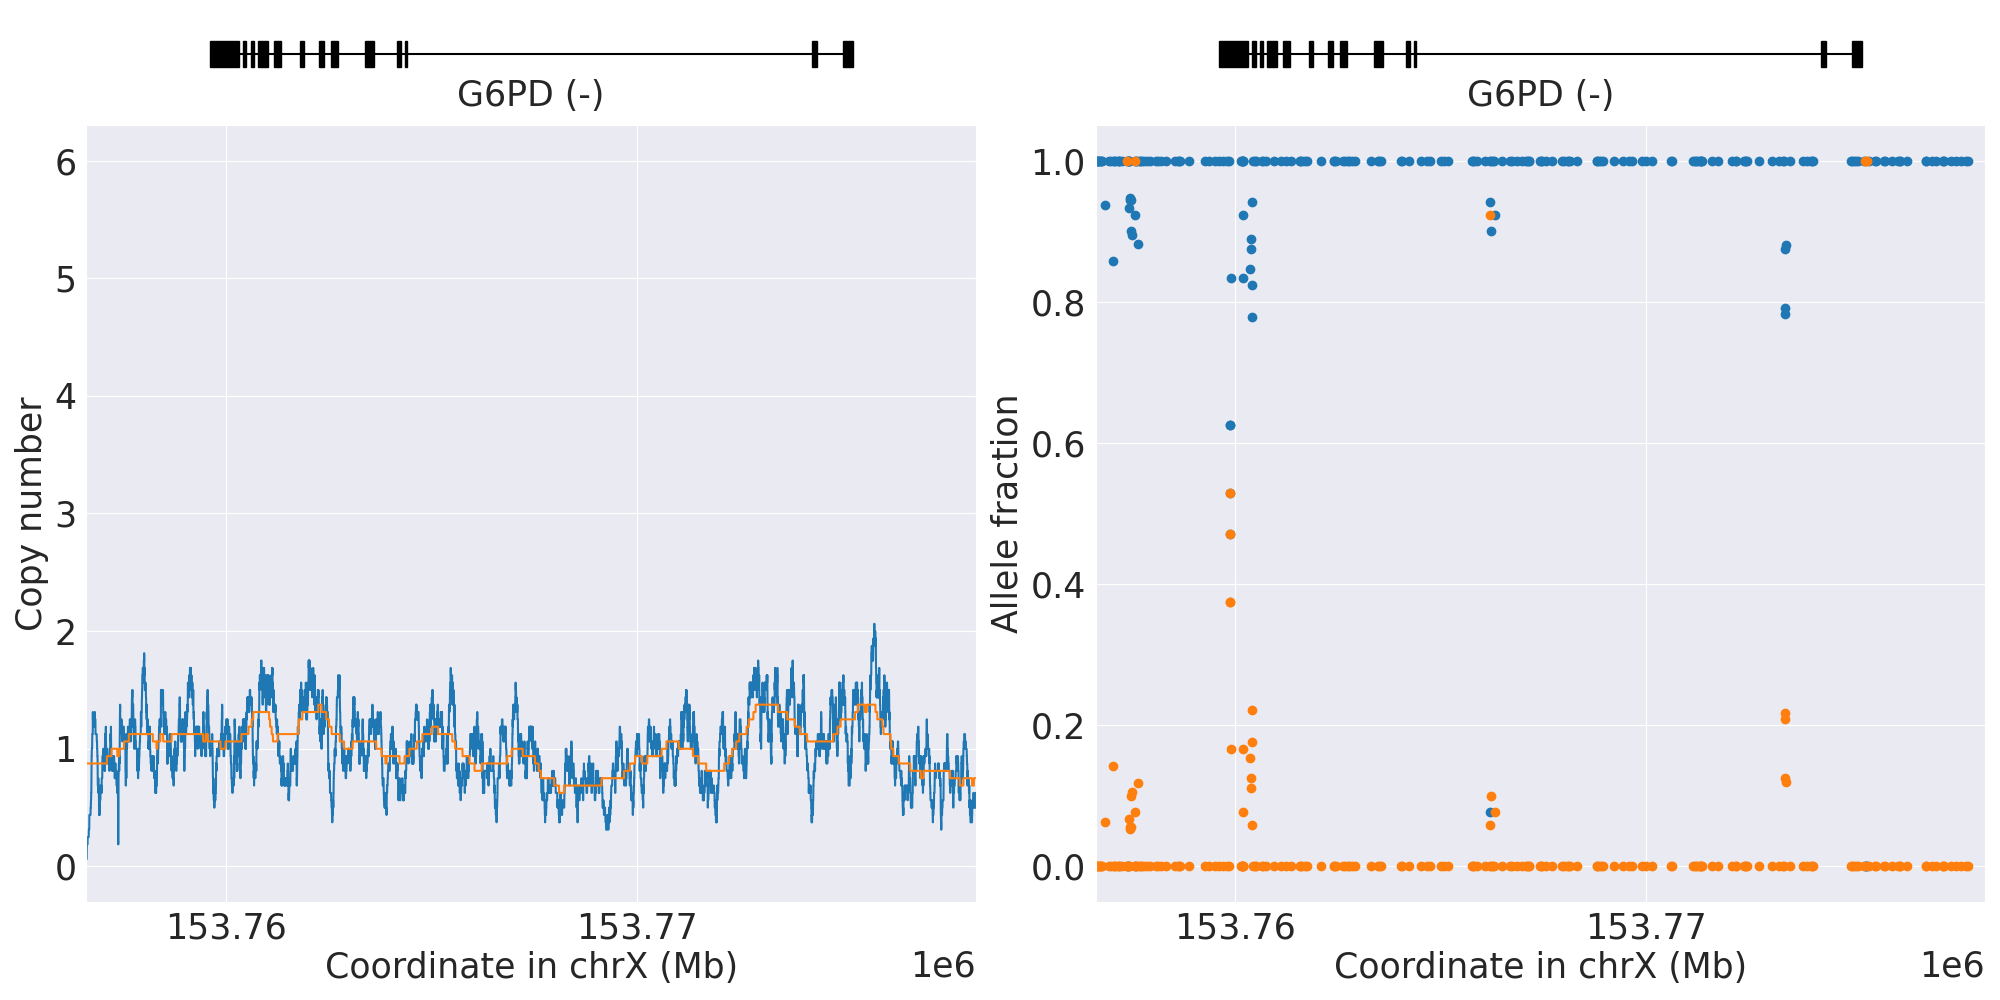 G6PD (-)
6
5
4
3
2
1
0
Copy number
153.76
153.77
Coordinate in chrX (Mb)
1e6
G6PD (-)
1.0
0.8
0.6
0.4
0.2
0.0
Allele fraction
153.76
153.77
Coordinate in chrX (Mb)
1e6